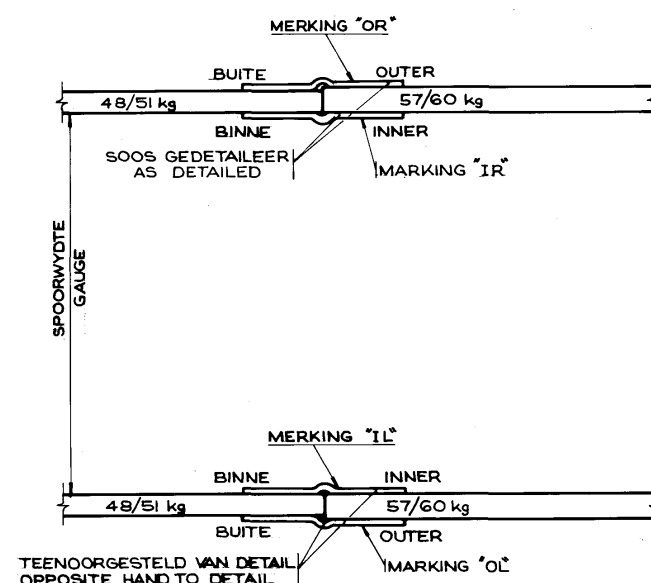 MERKING "OR"
BUITE OUTER
48/51 kg 57/60 kg
BINNE INNER
SOOS GEDETAILEER
AS DETAILED
MARKING "IR"
SPOORWYDTE
GAUGE
MERKING "IL"
BINNE INNER
48/51 kg 57/60 kg
BUITE OUTER
TEENOORGESTELD VAN DETAIL
OPPOSITE HAND TO DETAIL
MARKING "OL"